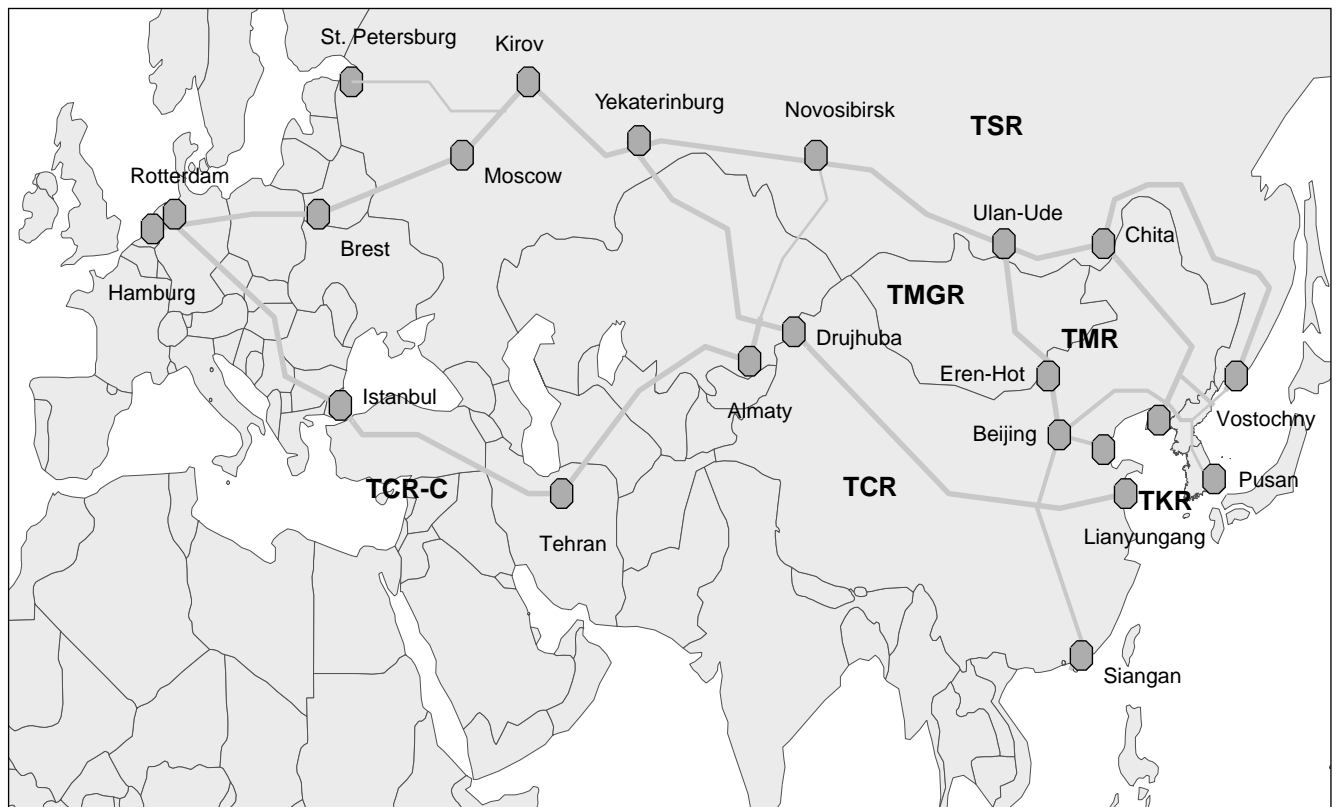 St. Petersburg
Kirov
Yekaterinburg
Novosibirsk
TSR
Rotterdam
Moscow
Ulan-Ude
Chita
Brest
Hamburg
TMGR
Drujhuba
TMR
Eren-Hot
Istanbul
Almaty
Vostochny
Beijing
TCR-C
TCR
Pusan
TKR
Lianyungang
Tehran
Siangan